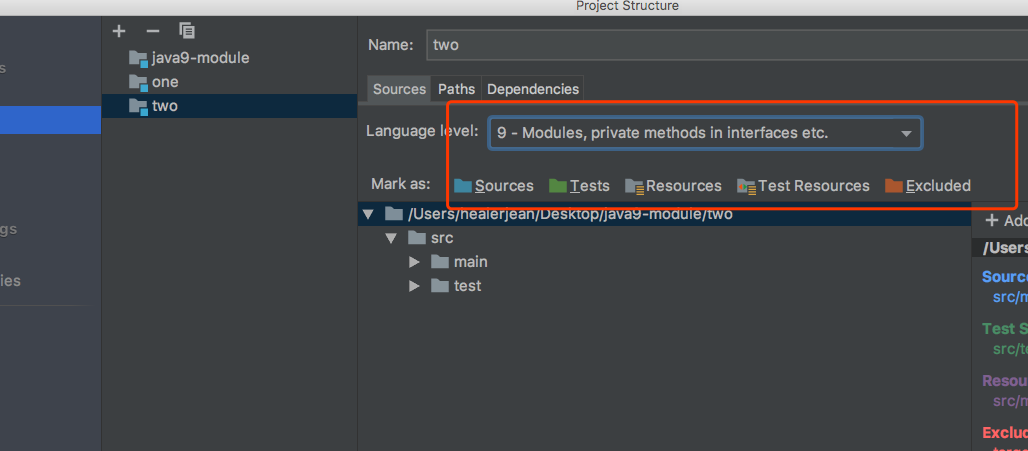 Project Structure
Name: two
java9-module
one
two
Sources Paths Dependencies
Language level: 9 - Modules, private methods in interfaces etc.
Mark as: Sources Tests Resources Test Resources Excluded
/Users/healerjean/Desktop/java9-module/two
src
main
test
+ Add
/Users
Source
src/m
Test S
src/te
Resou
src/m
Exclud
s
gs
ies